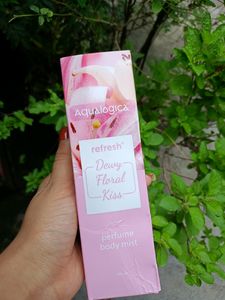 Aqualogica
refresh+
Dewy
Floral
Kiss
perfume
body mist